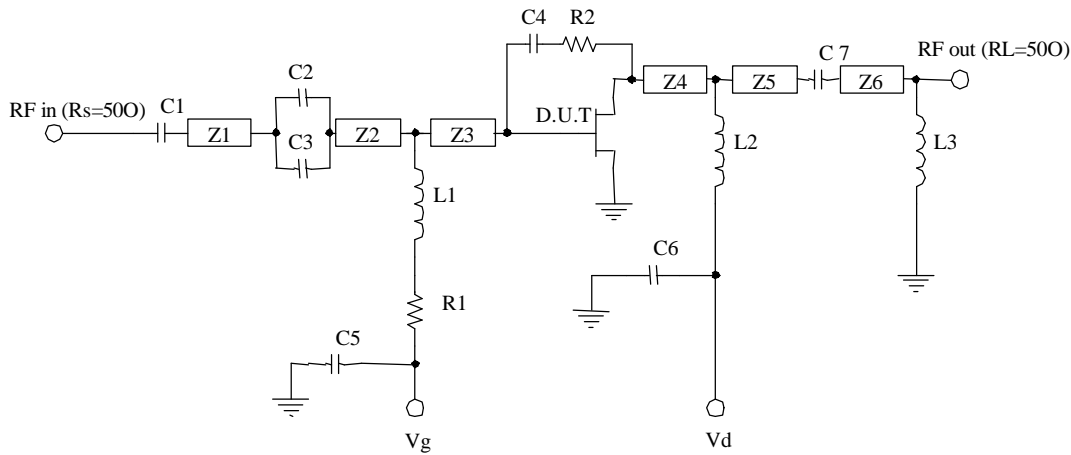 C4
R2
RF out (RL=50O)
C 7
Z4
Z5
Z6
C2
RF in (Rs=50O)
C1
D.U.T
Z1
C3
Z2
Z3
L2
L3
L1
C6
R1
C5
Vg
Vd